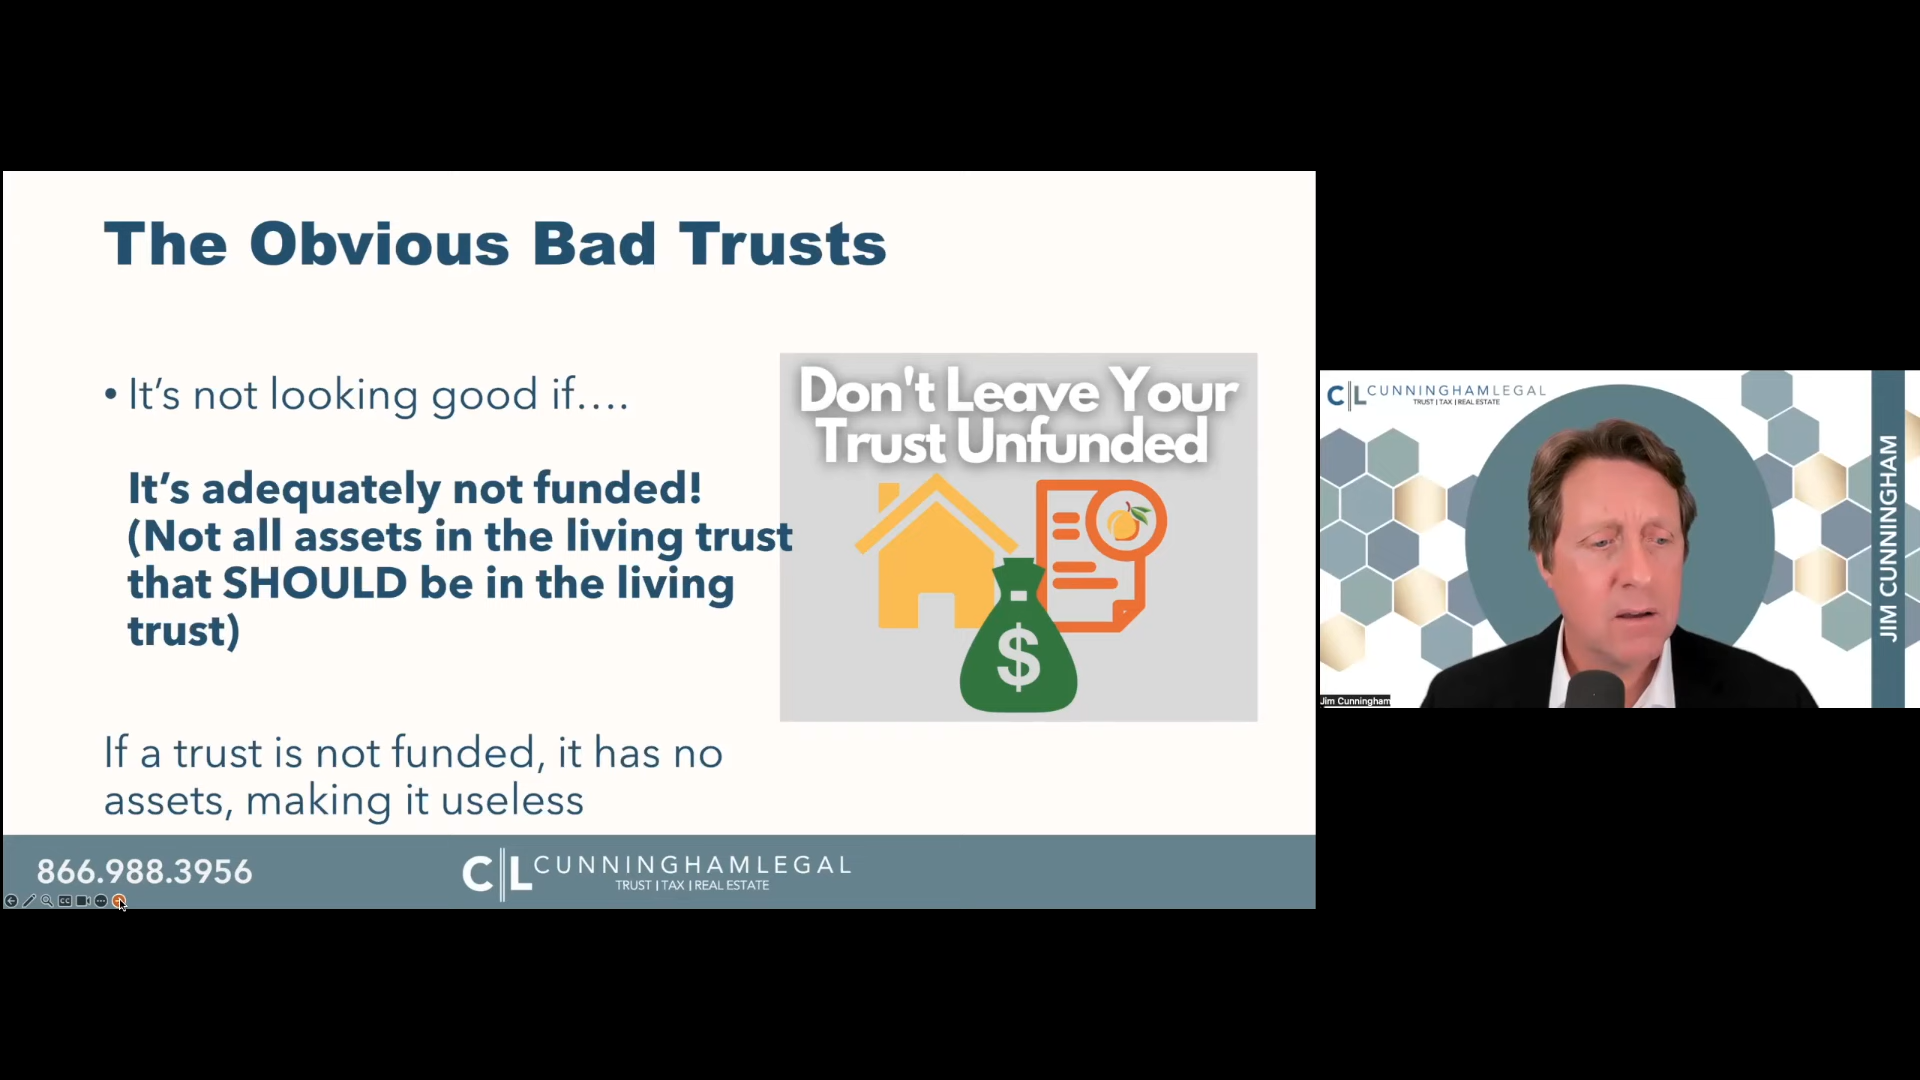 The Obvious Bad Trusts
• It’s not looking good if….
It’s adequately not funded!
(Not all assets in the living trust
that SHOULD be in the living
trust)
If a trust is not funded, it has no
assets, making it useless
Don't Leave Your
Trust Unfunded
$
866.988.3956
CL CUNNINGHAMLEGAL
TRUST | TAX | REAL ESTATE
CC
CL CUNNINGHAMLEGAL
TRUST | TAX | REAL ESTATE
JIM CUNNINGHAM
Jim Cunningham